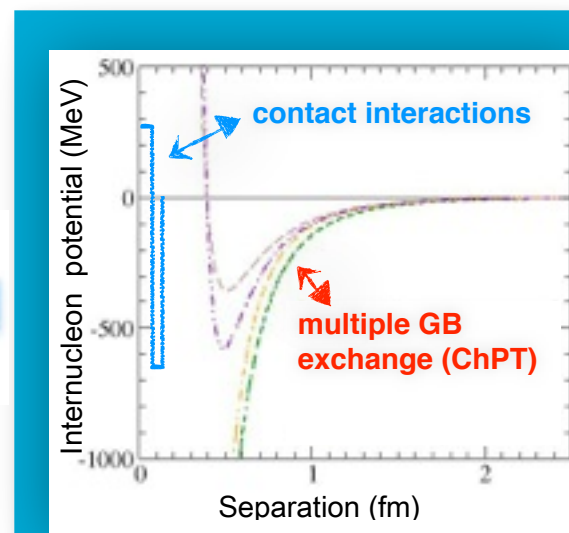 500
contact interactions
0
Internucleon potential (MeV)
-500
multiple GB
exchange (ChPT)
-1000
0
1
2
Separation (fm)